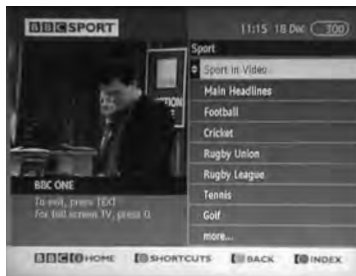 BBC SPORT
11:15 18 Dec 300
Sport
Sport in Video
Main Headlines
Football
Cricket
Rugby Union
Rugby League
Tennis
Golf
more...
BBC ONE
To exit, press TEXT
For full screen TV, press 0
BBC HOME SHORTCUTS BACK INDEX